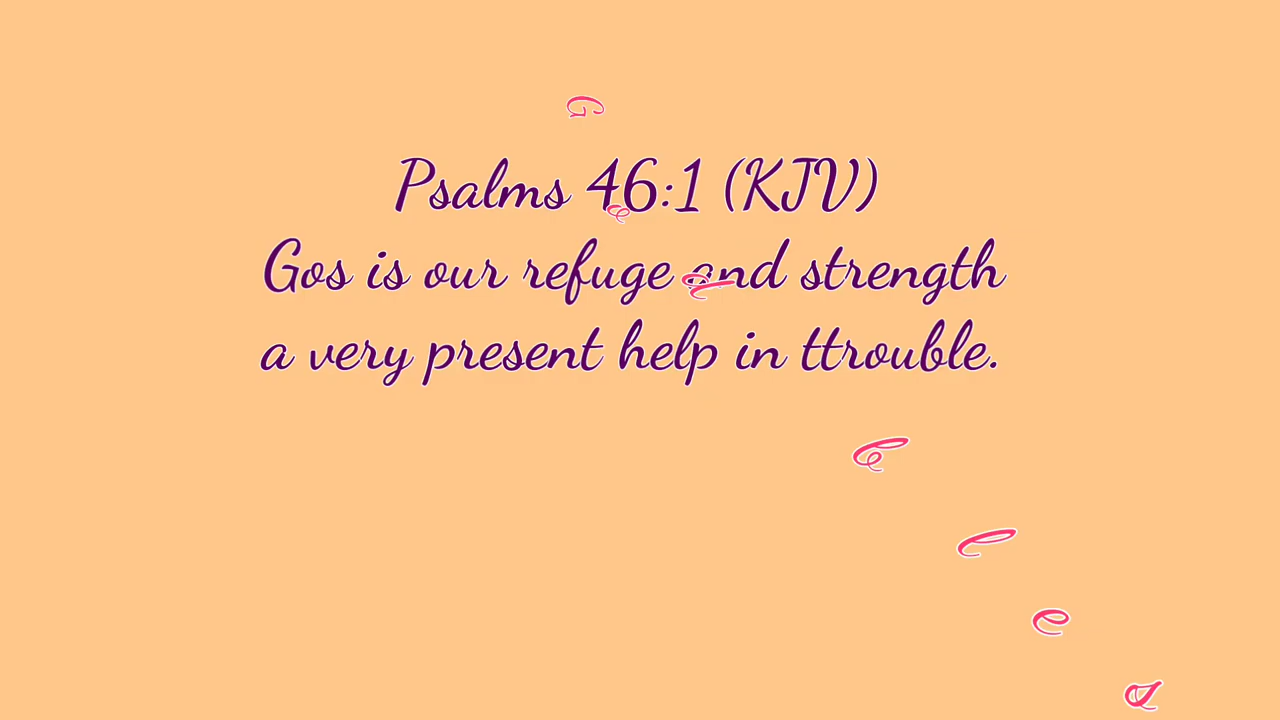 Psalms 46:1 (KJV)
Gos is our refuge and strength
a very present help in ttrouble.